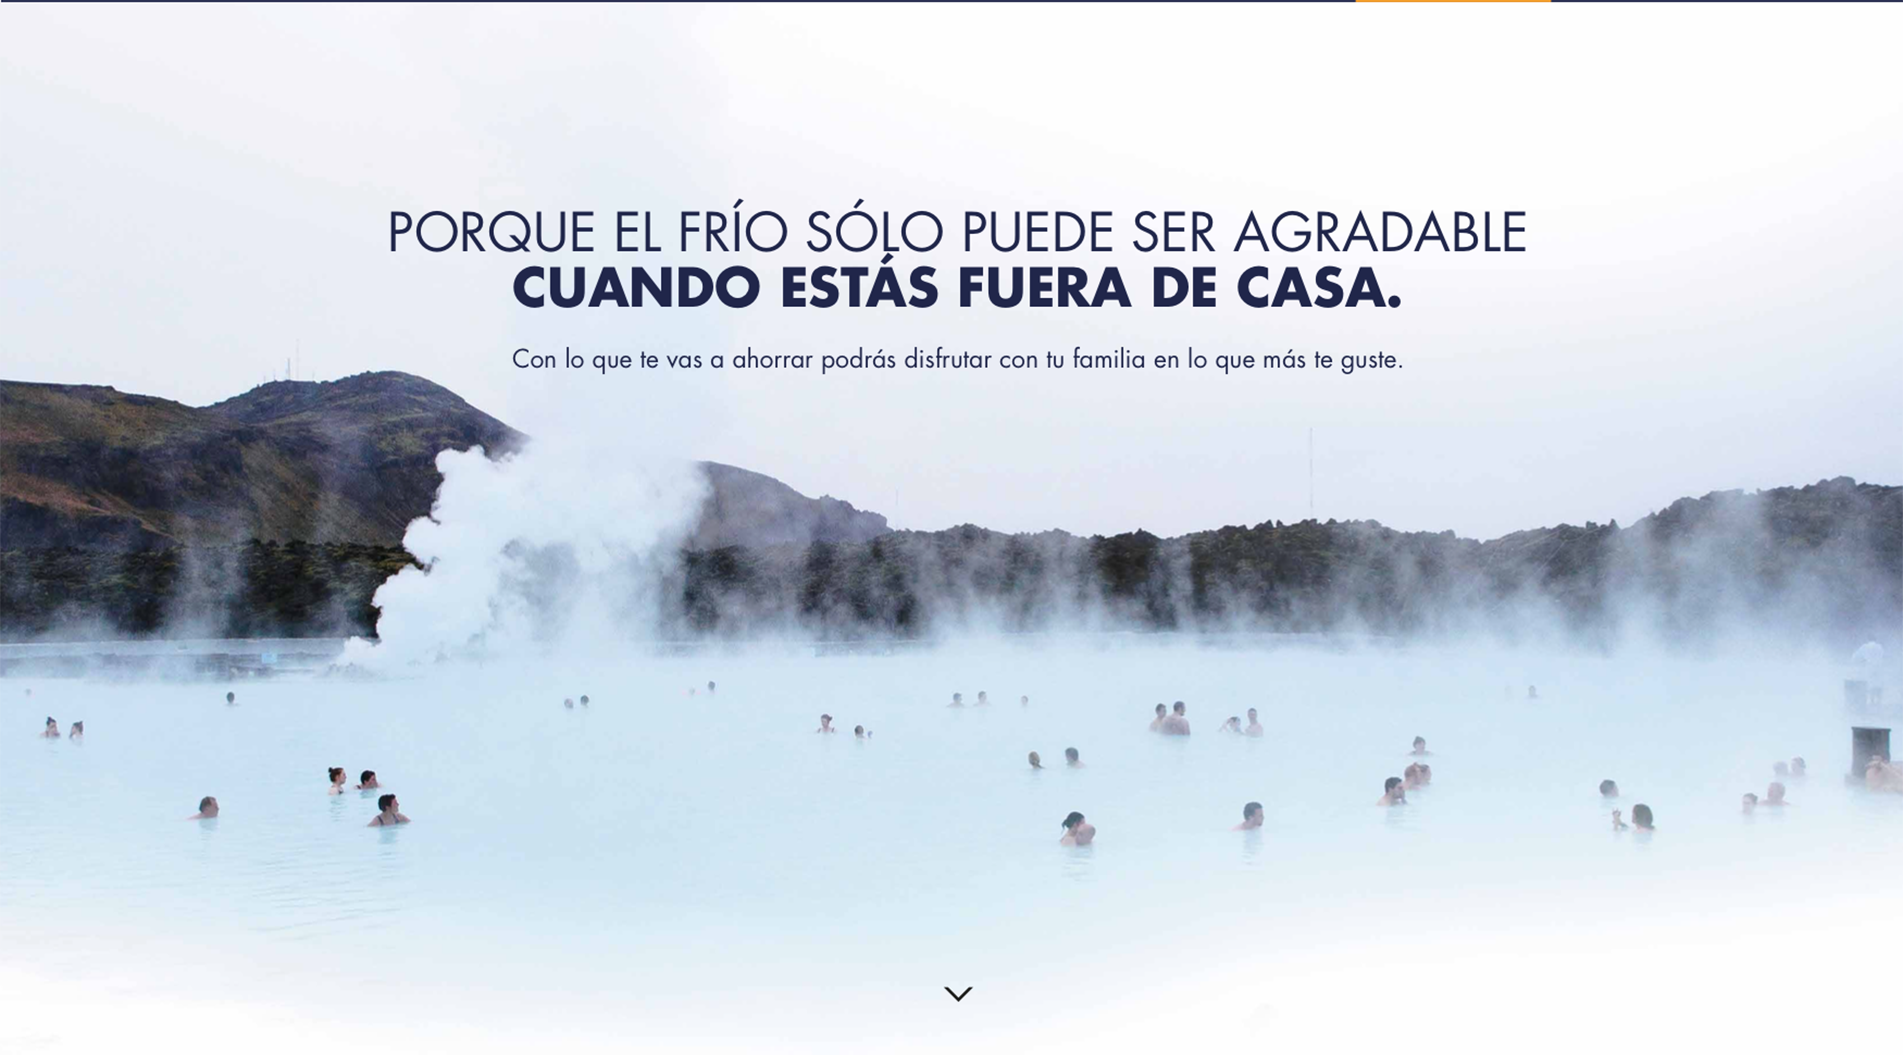 PORQUE EL FRÍO SÓLO PUEDE SER AGRADABLE
CUANDO ESTÁS FUERA DE CASA.
Con lo que te vas a ahorrar podrás disfrutar con tu familia en lo que más te guste.